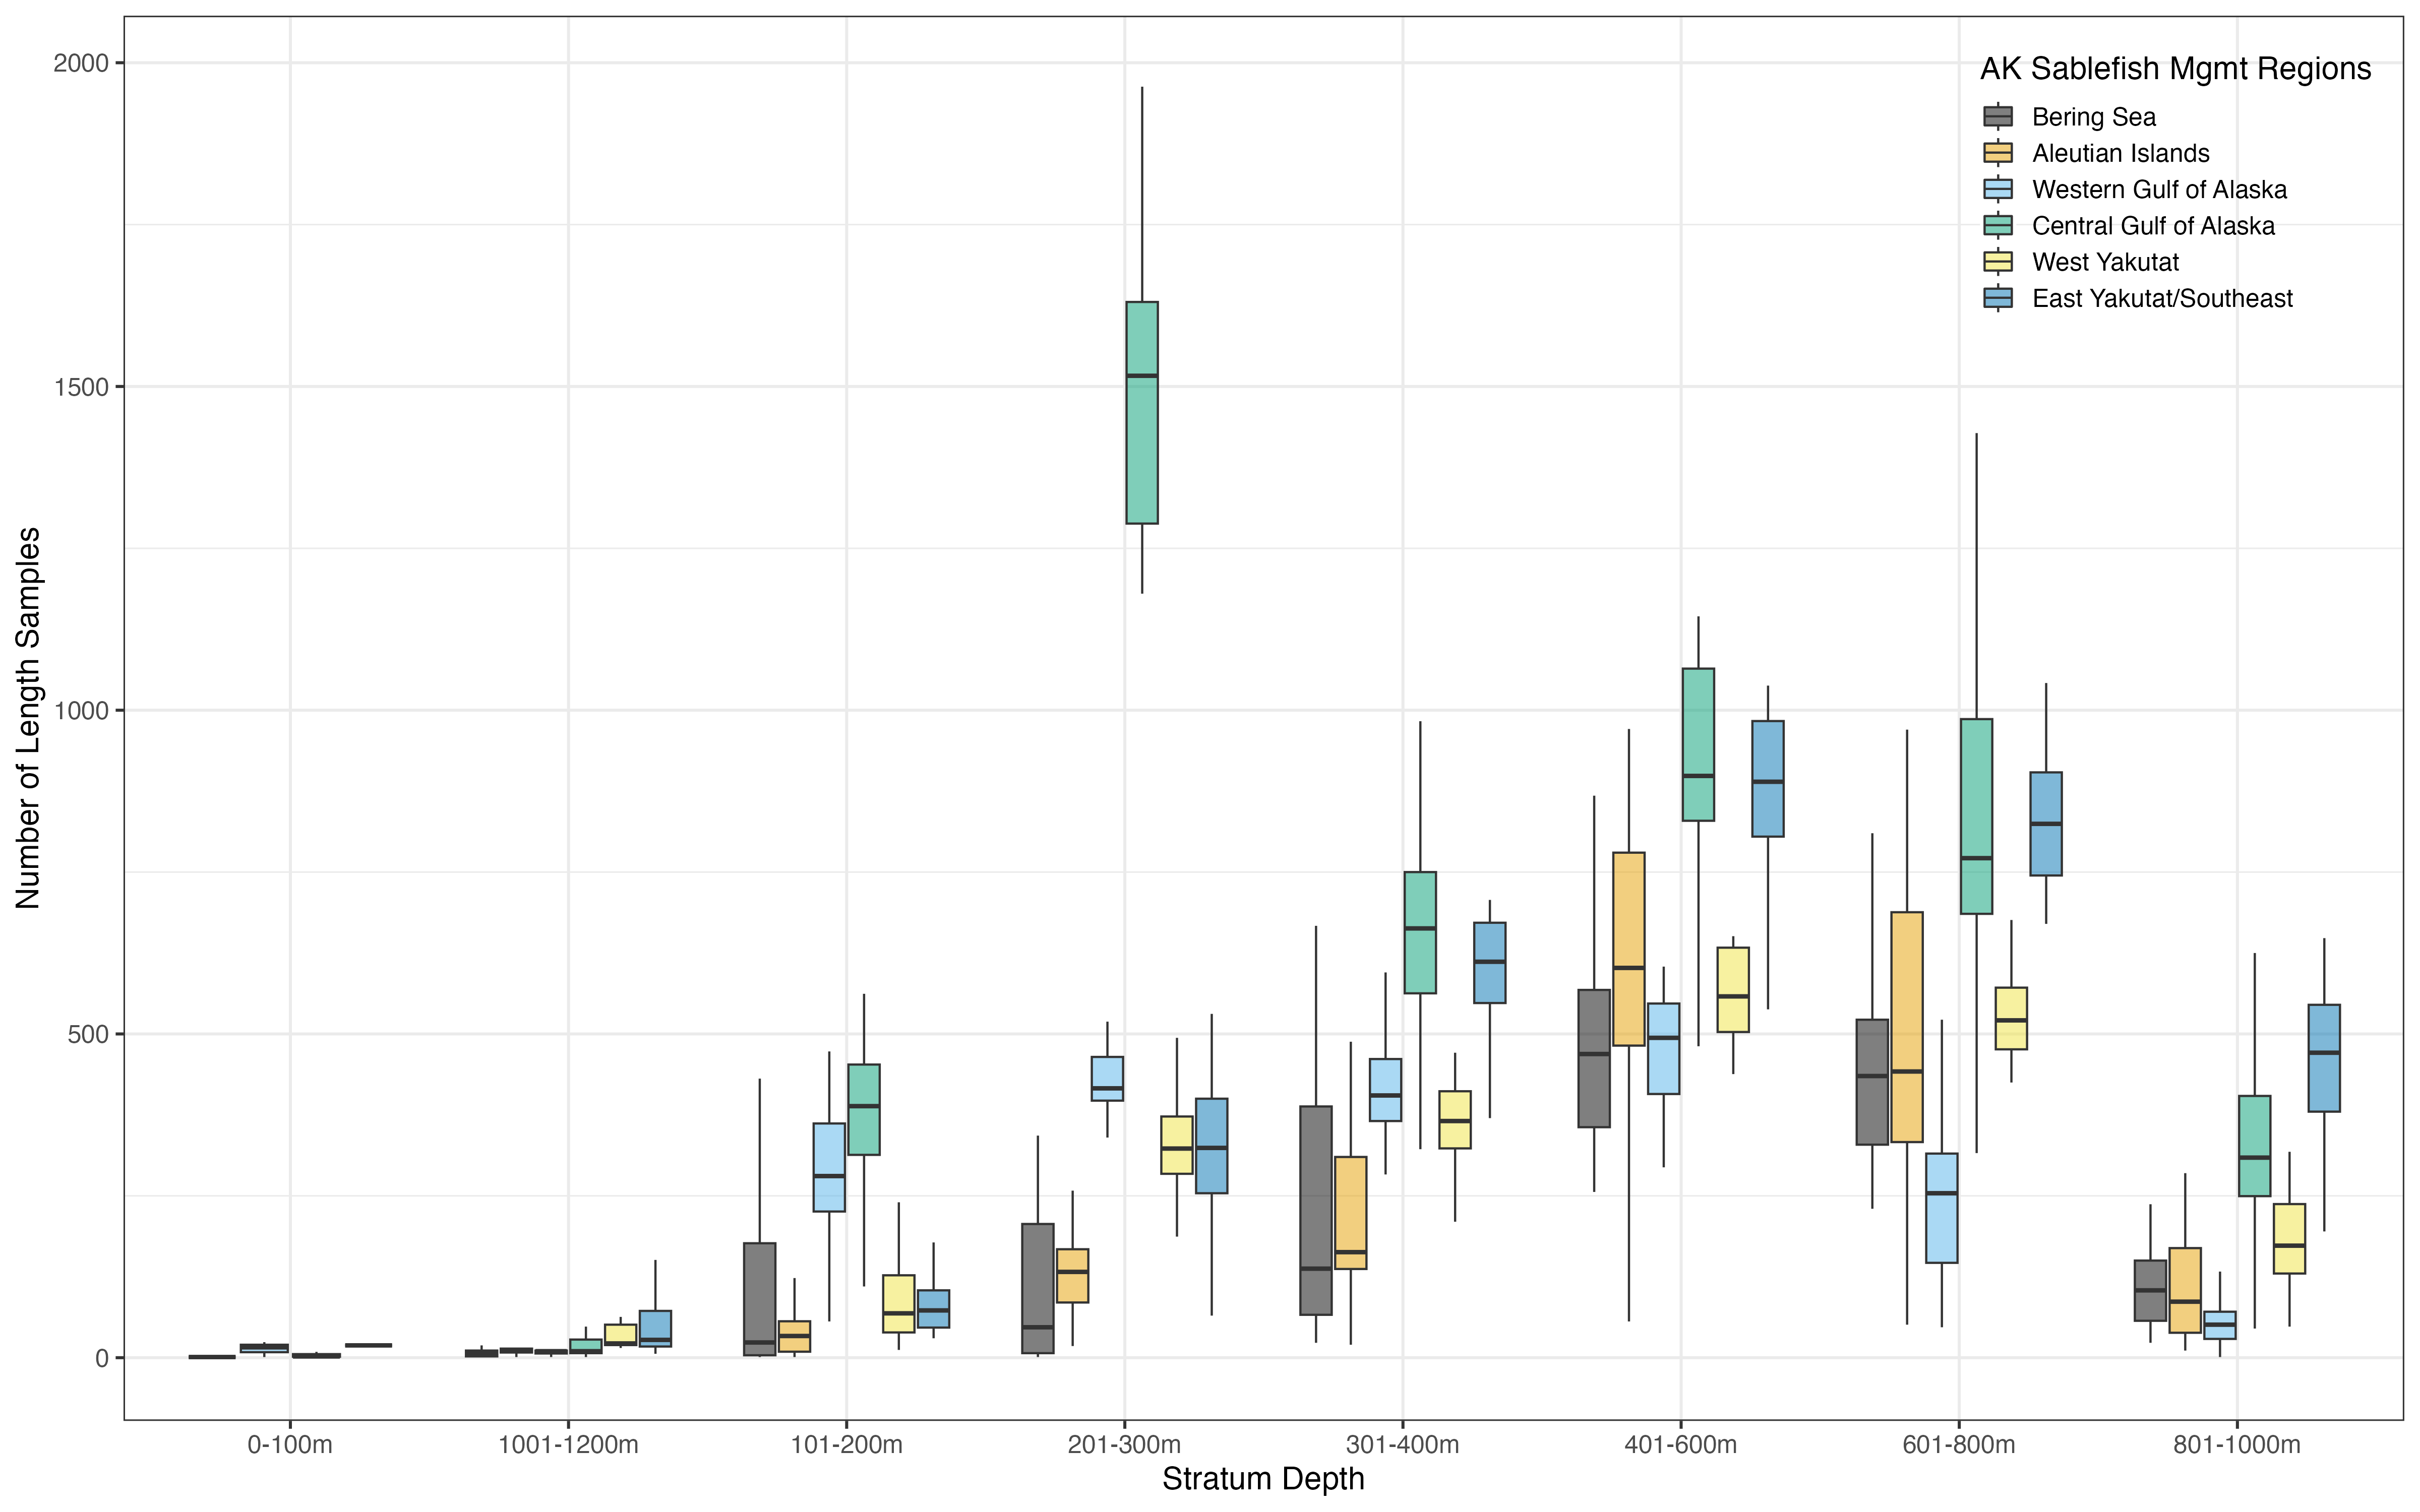 AK Sablefish Mgmt Regions
Bering Sea
Aleutian Islands
Western Gulf of Alaska
Central Gulf of Alaska
West Yakutat
East Yakutat/Southeast
Number of Length Samples
2000
1500
1000
500
0
0-100m 1001-1200m 101-200m 201-300m 301-400m 401-600m 601-800m 801-1000m
Stratum Depth